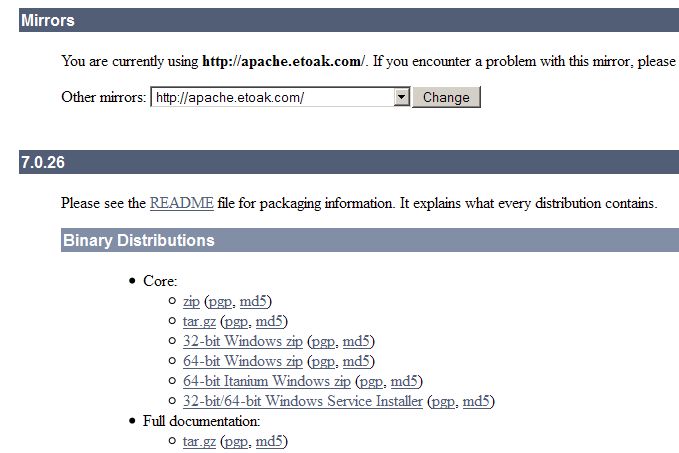 Mirrors
You are currently using http://apache.etoak.com/. If you encounter a problem with this mirror, please
Other mirrors: http://apache.etoak.com/ Change
7.0.26
Please see the README file for packaging information. It explains what every distribution contains.
Binary Distributions
Core:
zip (pgp, md5)
tar.gz (pgp, md5)
32-bit Windows zip (pgp, md5)
64-bit Windows zip (pgp, md5)
64-bit Itanium Windows zip (pgp, md5)
32-bit/64-bit Windows Service Installer (pgp, md5)
Full documentation:
tar.gz (pgp, md5)